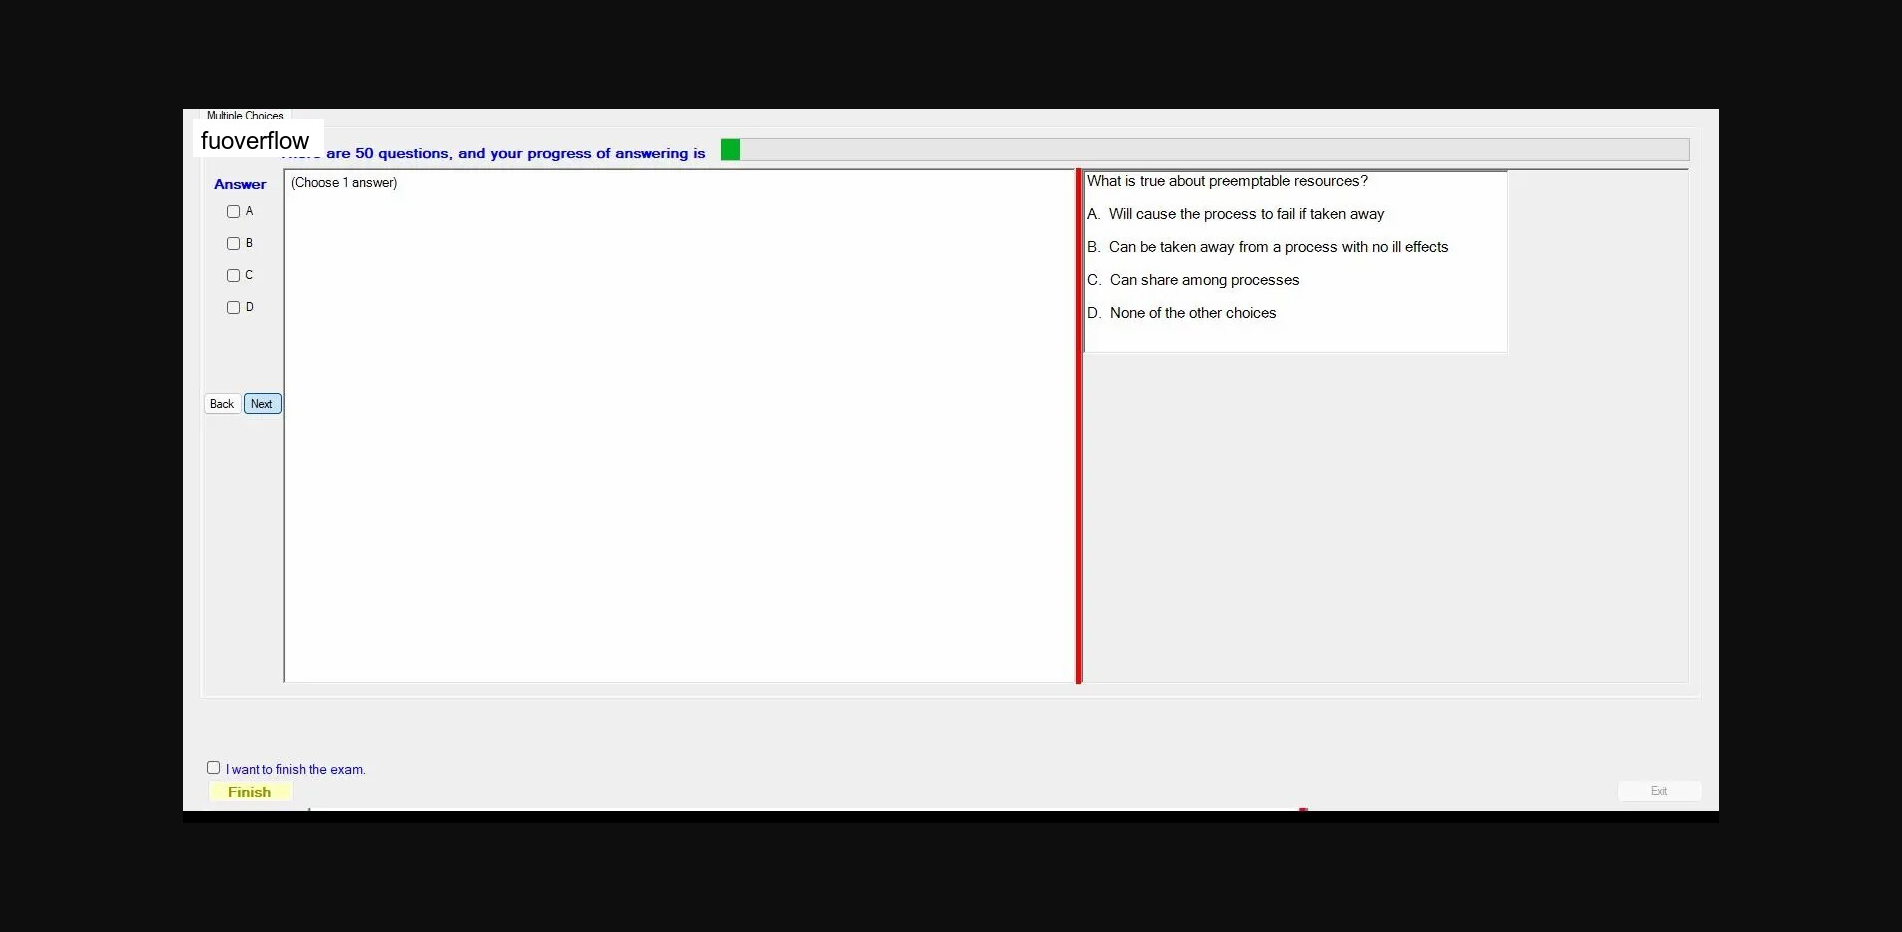 Multiple Choices
fuoverflow
are 50 questions, and your progress of answering is
Answer
(Choose 1 answer)
A
B
C
D
Back
Next
What is true about preemptable resources?
A. Will cause the process to fail if taken away
B. Can be taken away from a process with no ill effects
C. Can share among processes
D. None of the other choices
I want to finish the exam.
Finish
Exit